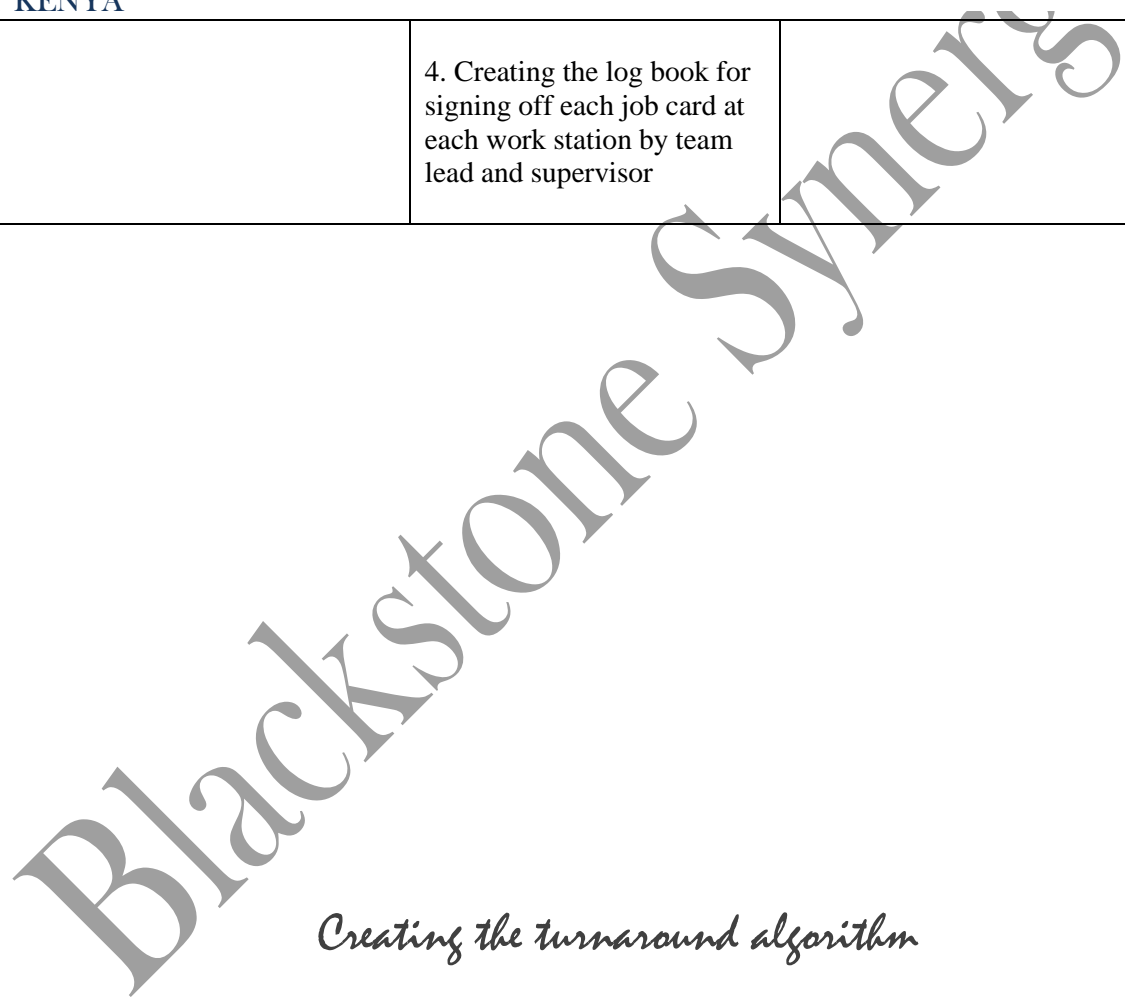 KENYA
4. Creating the log book for
signing off each job card at
each work station by team
lead and supervisor
Blackstone Synerg
Creating the turnaround algorithm